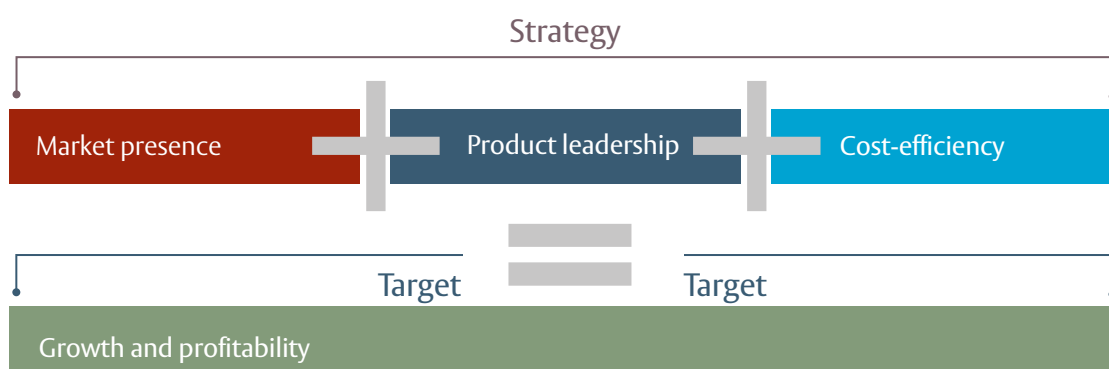 Strategy
Market presence
Product leadership
Cost-efficiency
Target
Target
Growth and profitability